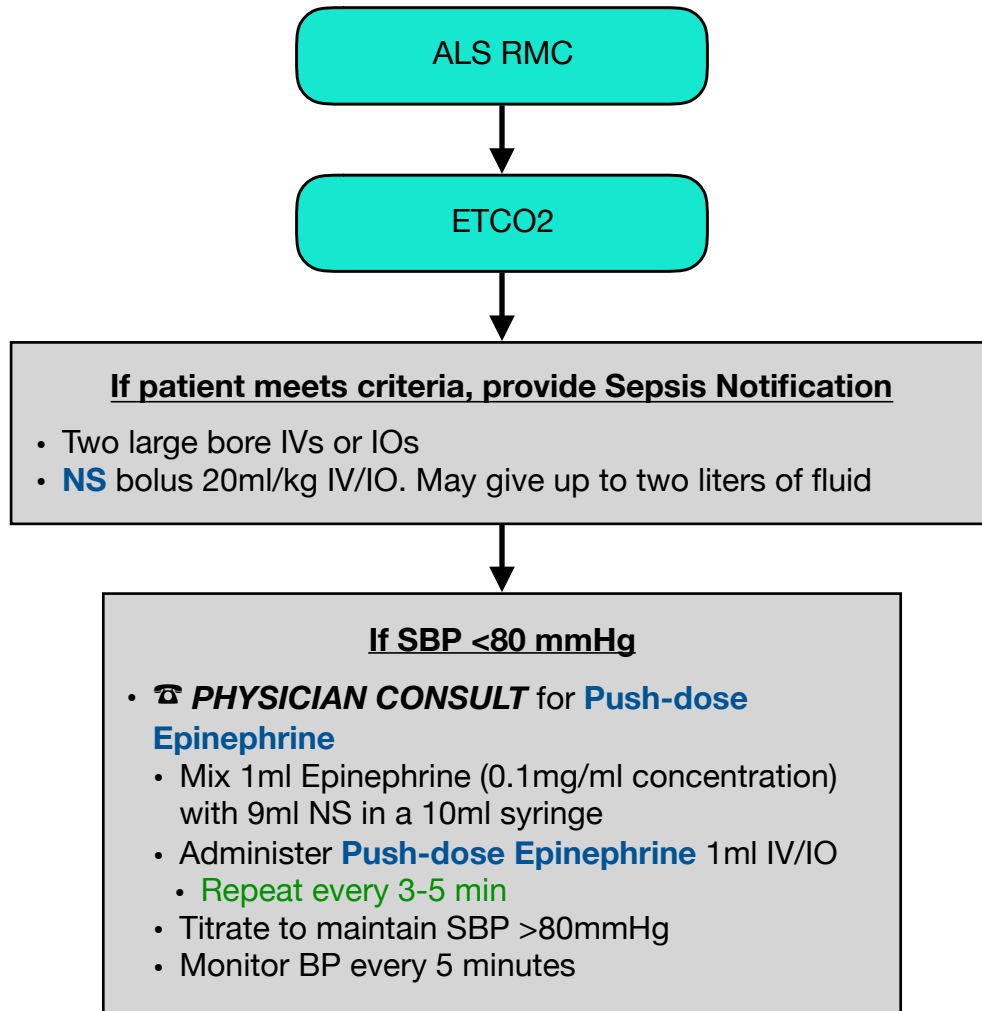 ALS RMC
ETCO2
If patient meets criteria, provide Sepsis Notification
• Two large bore IVs or IOs
• NS bolus 20ml/kg IV/IO. May give up to two liters of fluid
If SBP <80 mmHg
• ☎ PHYSICIAN CONSULT for Push-dose
Epinephrine
• Mix 1ml Epinephrine (0.1mg/ml concentration)
with 9ml NS in a 10ml syringe
• Administer Push-dose Epinephrine 1ml IV/IO
• Repeat every 3-5 min
• Titrate to maintain SBP >80mmHg
• Monitor BP every 5 minutes